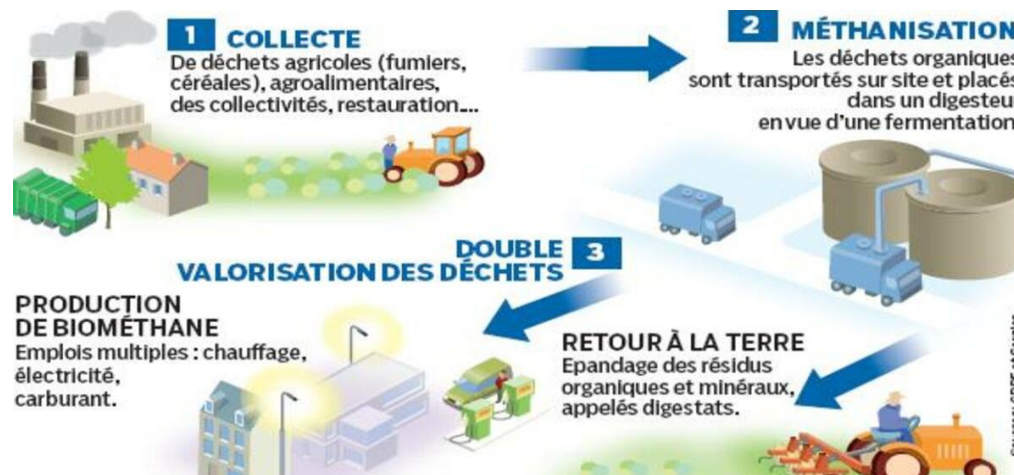 1 COLLECTE
De déchets agricoles (fumiers,
céréales), agroalimentaires,
des collectivités, restauration....
2 MÉTHANISATION
Les déchets organiques
sont transportés sur site et placés
dans un digesteur
en vue d'une fermentation
DOUBLE 3
VALORISATION DES DÉCHETS
PRODUCTION
DE BIOMÉTHANE
Emplois multiples : chauffage,
électricité,
carburant.
RETOUR À LA TERRE
Epandage des résidus
organiques et minéraux,
appelés digestats.